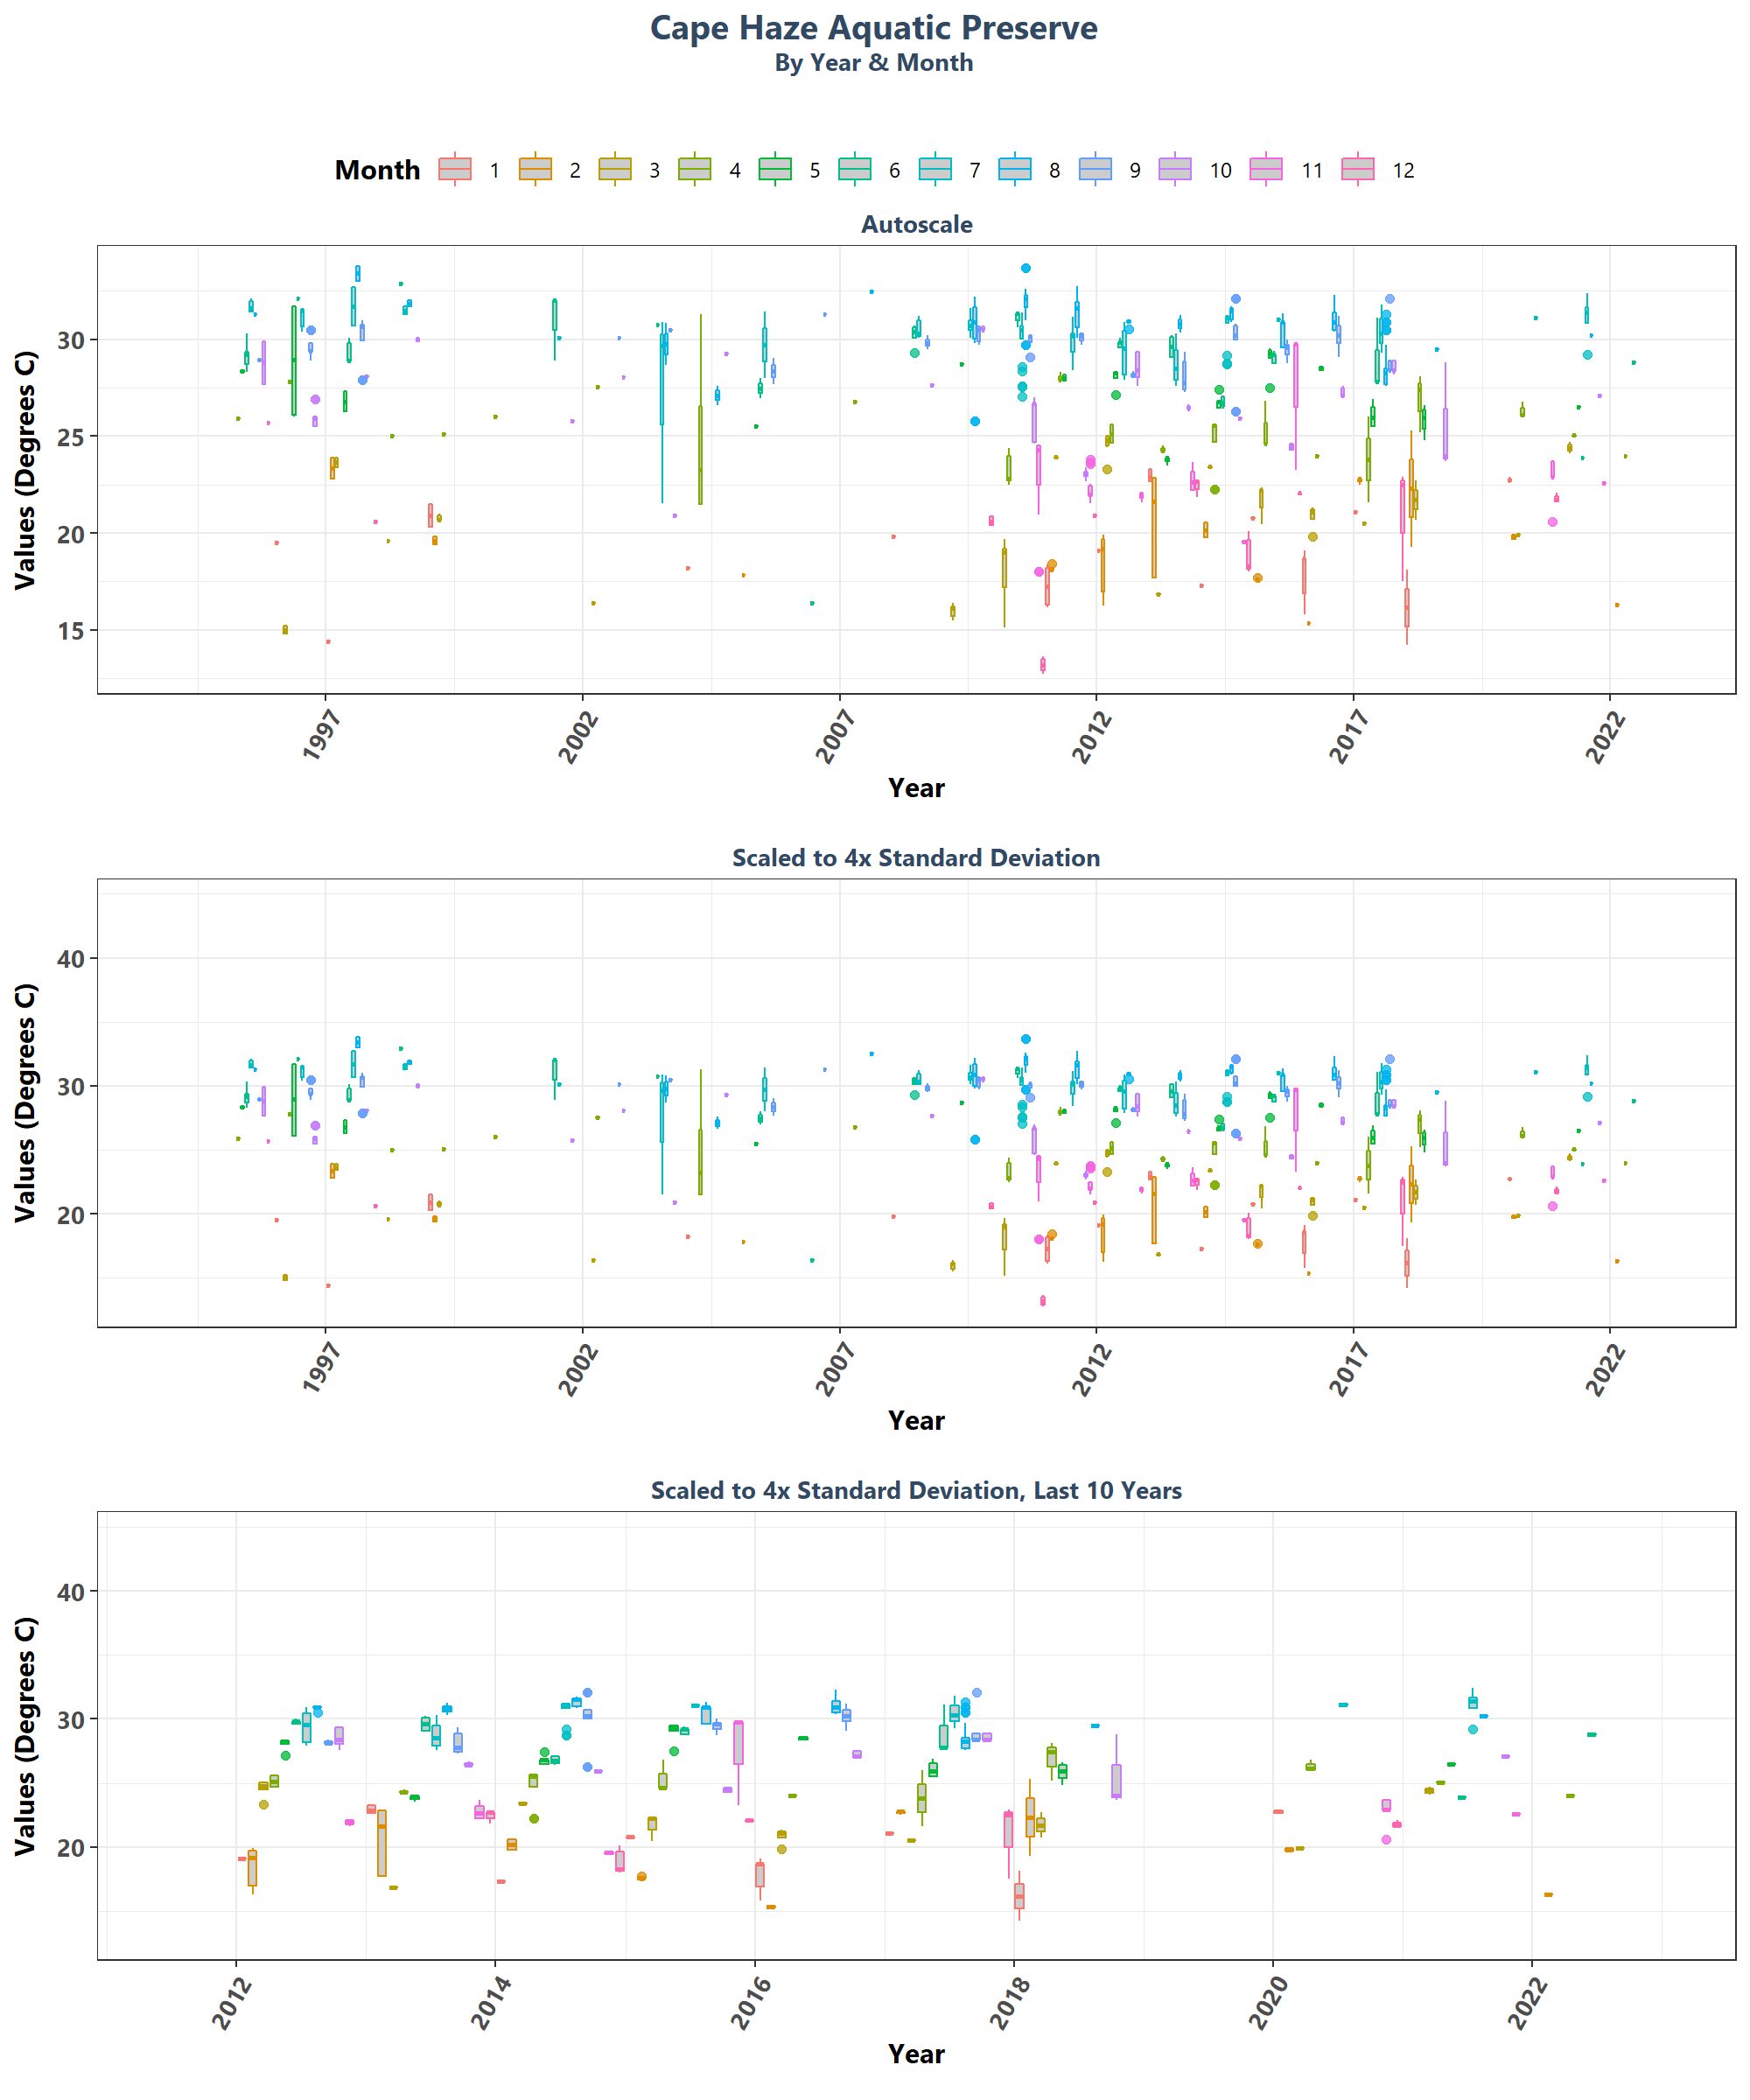 Cape Haze Aquatic Preserve
By Year & Month
Month 1 2 3 4 5 6 7 8 9 10 11 12
Autoscale
Values (Degrees C)
30
25
20
15
1997 2002 2007 2012 2017 2022
Year
Scaled to 4x Standard Deviation
Values (Degrees C)
40
30
20
1997 2002 2007 2012 2017 2022
Year
Scaled to 4x Standard Deviation, Last 10 Years
Values (Degrees C)
40
30
20
2012 2014 2016 2018 2020 2022
Year